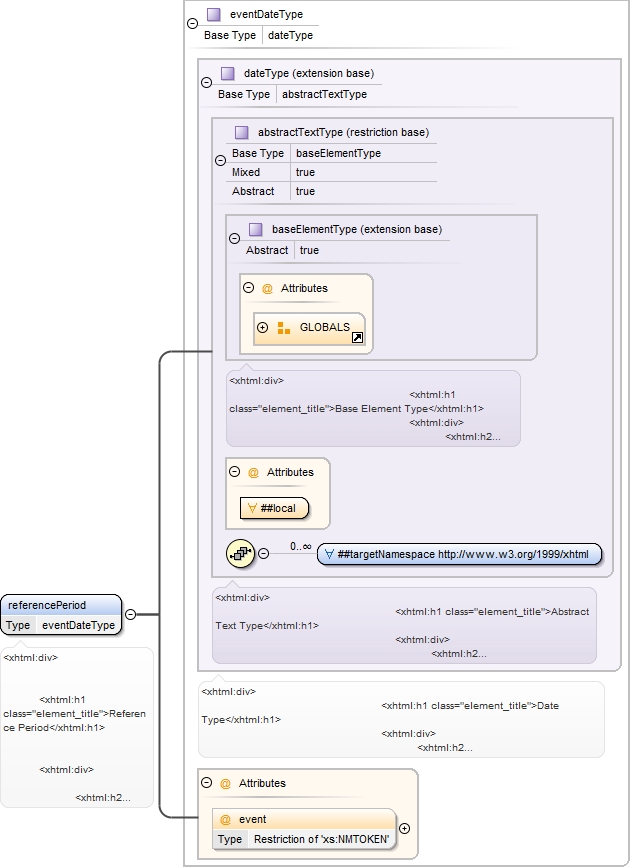 eventDateType
Base Type dateType
dateType (extension base)
Base Type abstractTextType
abstractTextType (restriction base)
Base Type baseElementType
Mixed true
Abstract true
baseElementType (extension base)
Abstract true
@ Attributes
GLOBALS
<xhtml:div>
<xhtml:h1
class="element_title">Base Element Type</xhtml:h1>
<xhtml:div>
<xhtml:h2...
@ Attributes
∀ ##local
0..∞
∀ ##targetNamespace http://www.w3.org/1999/xhtml
<xhtml:div>
<xhtml:h1 class="element_title">Abstract
Text Type</xhtml:h1>
<xhtml:div>
<xhtml:h2...
referencePeriod
Type eventDateType
<xhtml:div>
<xhtml:h1
class="element_title">Referen
ce Period</xhtml:h1>
<xhtml:div>
<xhtml:h2...
<xhtml:div>
<xhtml:h1 class="element_title">Date
Type</xhtml:h1>
<xhtml:div>
<xhtml:h2...
@ Attributes
@ event
Type Restriction of 'xs:NMTOKEN'